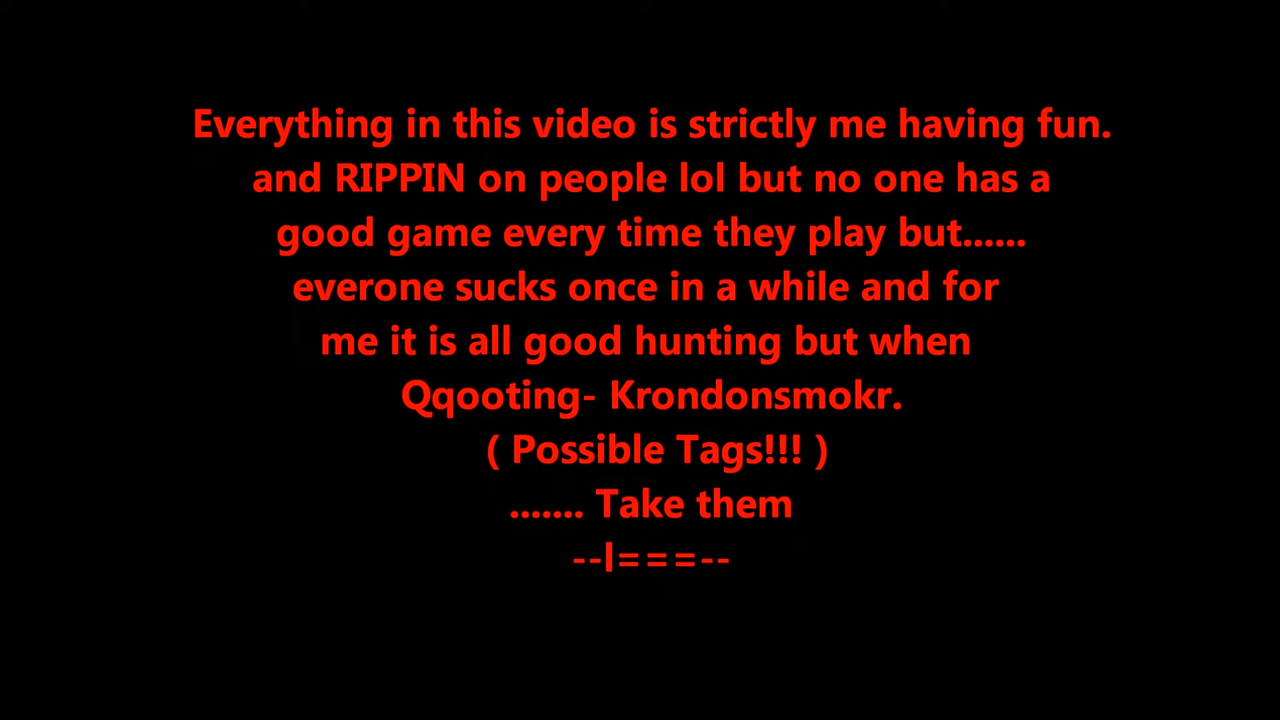 Everything in this video is strictly me having fun.
and RIPPIN on people lol but no one has a
good game every time they play but......
everone sucks once in a while and for
me it is all good hunting but when
Qqooting- Krondonsmokr.
( Possible Tags!!! )
....... Take them
--l===--